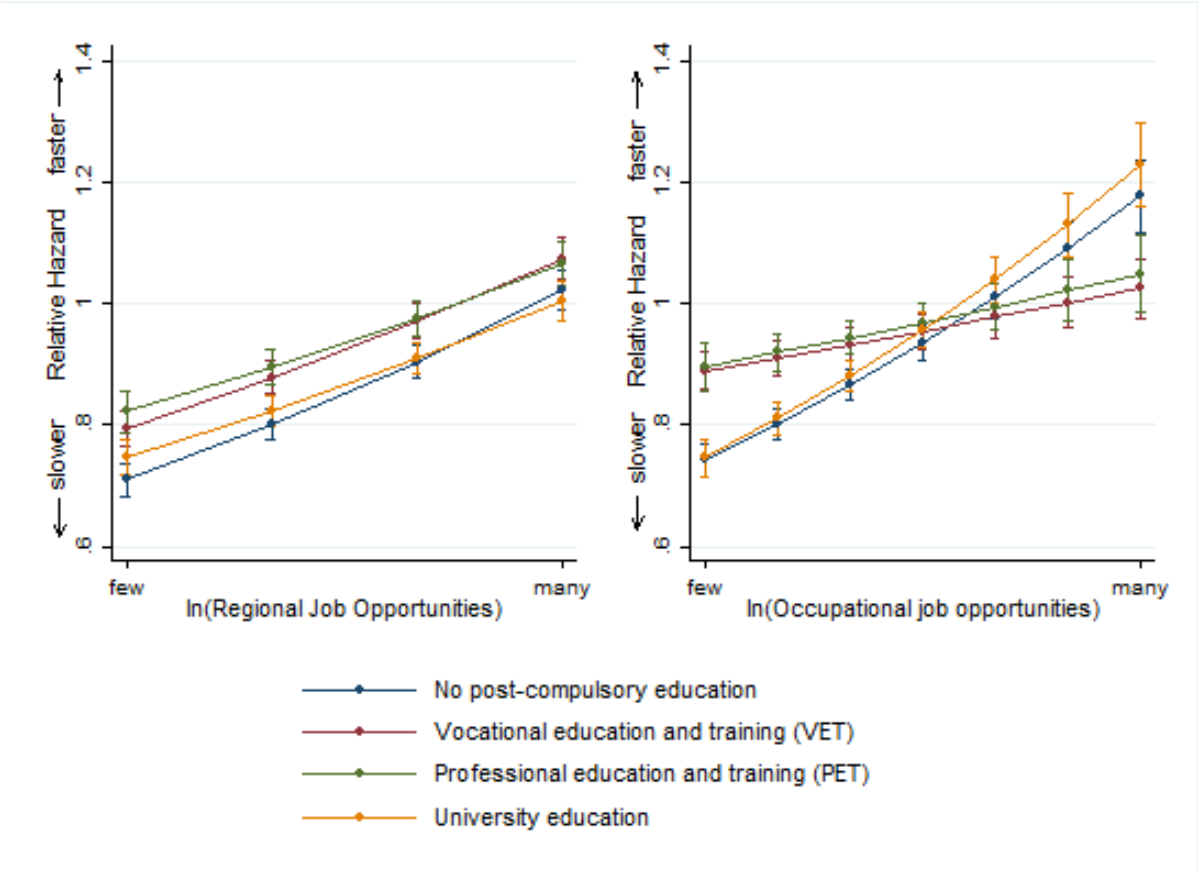 1.4
1.2
1
.8
.6
← slower Relative Hazard faster →
few many
ln(Regional Job Opportunities)
1.4
1.2
1
.8
.6
← slower Relative Hazard faster →
few many
ln(Occupational job opportunities)
No post-compulsory education
Vocational education and training (VET)
Professional education and training (PET)
University education